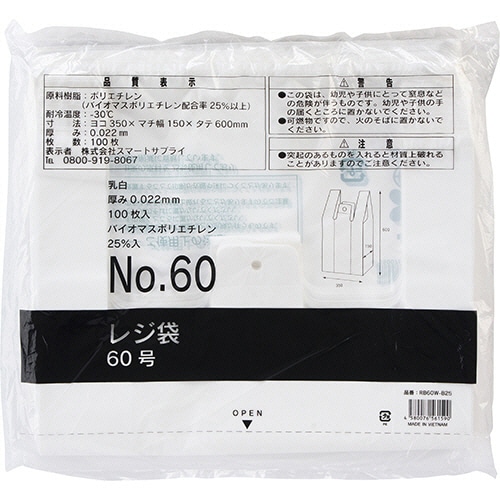 品質表示
原料樹脂：ポリエチレン
(バイオマスポリエチレン配合率 25%以上)
耐冷温度：-30℃
寸法：ヨコ350×マチ幅150×タテ600mm
厚み：0.022mm
枚数：100枚
表示者：株式会社スマートサプライ
TEL 0800-919-8067
警告
●この袋は、幼児や子供にとって窒息など
の危険が伴うものです。幼児や子供の手
の届くところに置かないでください。
●可燃物ですので、火のそばに置かないで
ください。
注意
●突起のあるものを入れると材質上破れる
ことがありますのでご注意ください。
乳白
厚み 0.022mm
100枚入
バイオマスポリエチレン
25%入
No.60
600
150
350
レジ袋
60号
OPEN
品番：RB60W-B25
4 580076 561590
MADE IN VIETNAM
PE